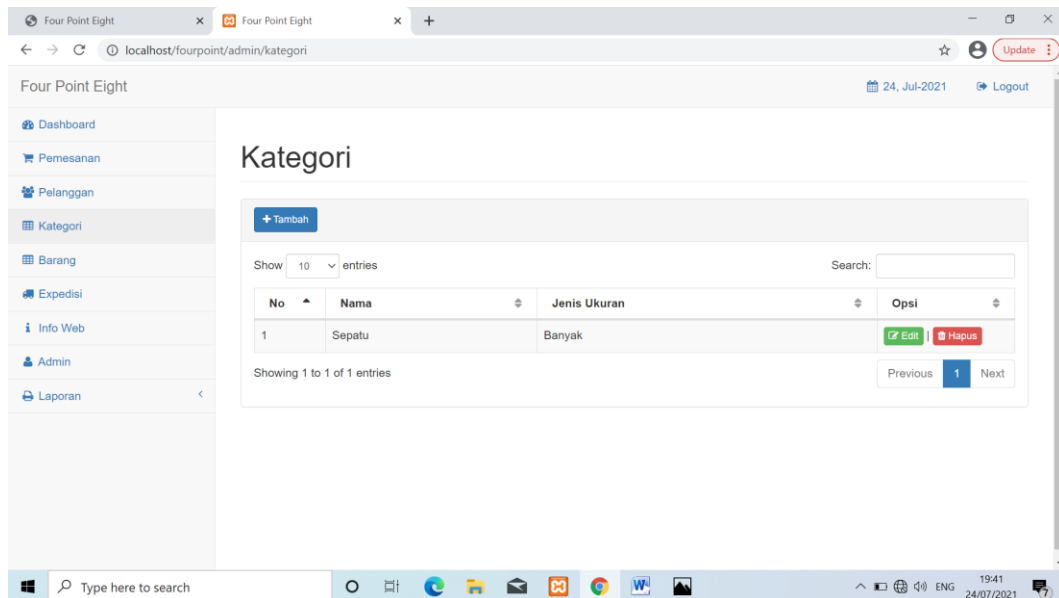 Four Point Eight
Four Point Eight
localhost/fourpoint/admin/kategori
Update
Four Point Eight
24, Jul-2021
Logout
Dashboard
Pemesanan
Pelanggan
Kategori
Barang
Expedisi
Info Web
Admin
Laporan
Kategori
Tambah
Show 10 entries
Search:
No Nama Jenis Ukuran Opsi
1 Sepatu Banyak Edit | Hapus
Showing 1 to 1 of 1 entries
Previous 1 Next
Type here to search
ENG
19:41
24/07/2021